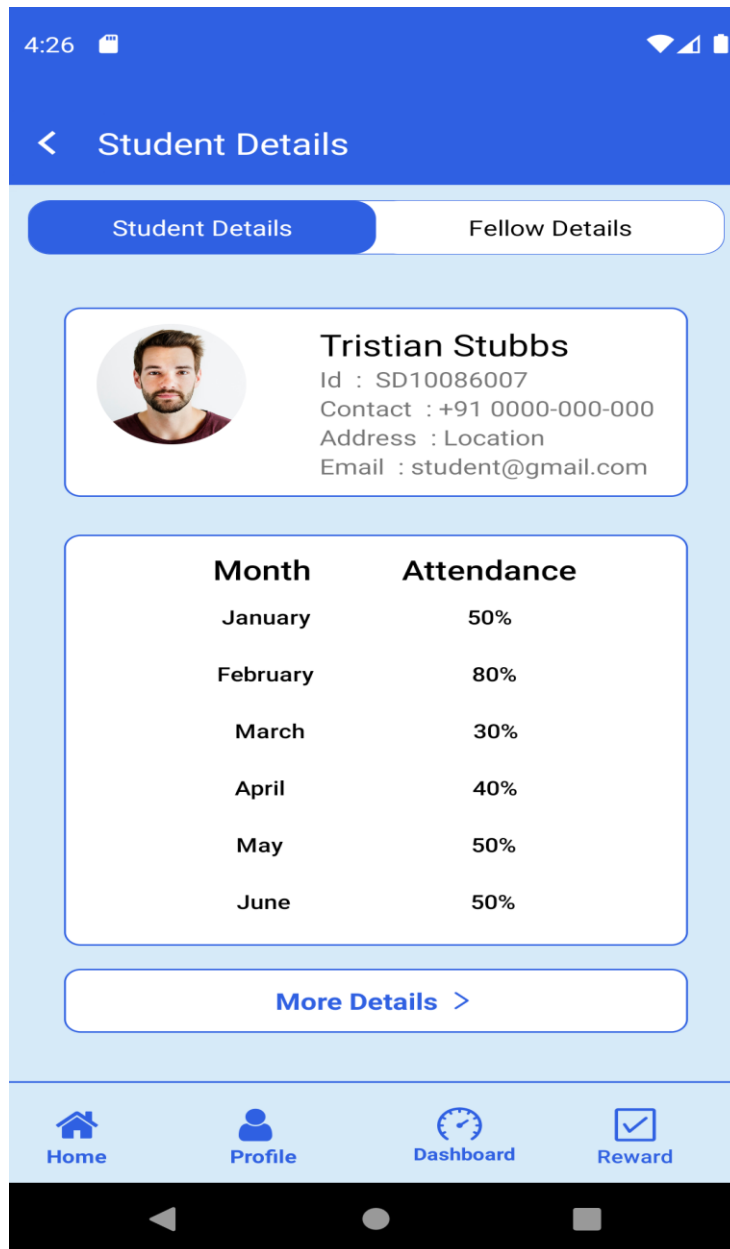 4:26
Student Details
Student Details Fellow Details
Tristian Stubbs
Id : SD10086007
Contact : +91 0000-000-000
Address : Location
Email : student@gmail.com
Month Attendance
January 50%
February 80%
March 30%
April 40%
May 50%
June 50%
More Details >
Home Profile Dashboard Reward